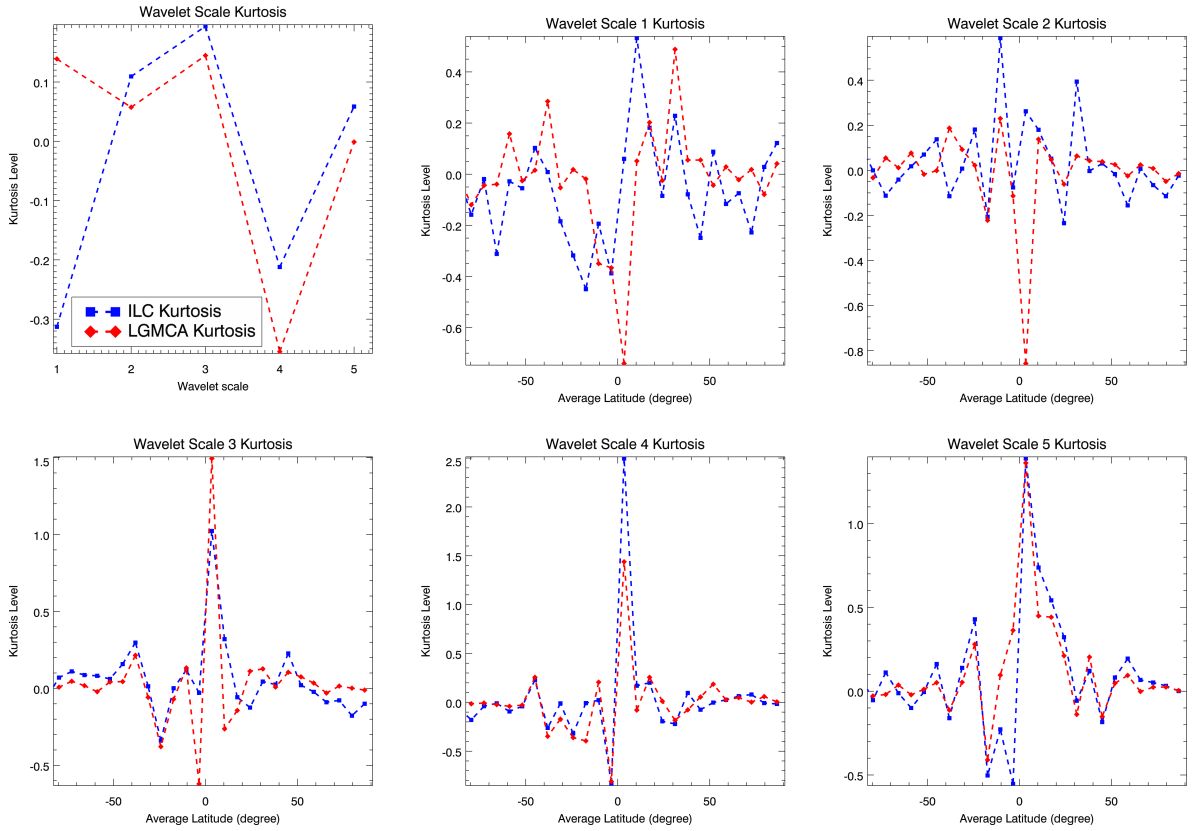 Wavelet Scale Kurtosis
Kurtosis Level
0.1
0.0
-0.1
-0.2
-0.3
ILC Kurtosis
LGMCA Kurtosis
1 2 3 4 5
Wavelet scale
Wavelet Scale 1 Kurtosis
Kurtosis Level
0.4
0.2
0.0
-0.2
-0.4
-0.6
-50 0 50
Average Latitude (degree)
Wavelet Scale 2 Kurtosis
Kurtosis Level
0.4
0.2
0.0
-0.2
-0.4
-0.6
-0.8
-50 0 50
Average Latitude (degree)
Wavelet Scale 3 Kurtosis
Kurtosis Level
1.5
1.0
0.5
0.0
-0.5
-50 0 50
Average Latitude (degree)
Wavelet Scale 4 Kurtosis
Kurtosis Level
2.5
2.0
1.5
1.0
0.5
0.0
-0.5
-50 0 50
Average Latitude (degree)
Wavelet Scale 5 Kurtosis
Kurtosis Level
1.0
0.5
0.0
-0.5
-50 0 50
Average Latitude (degree)